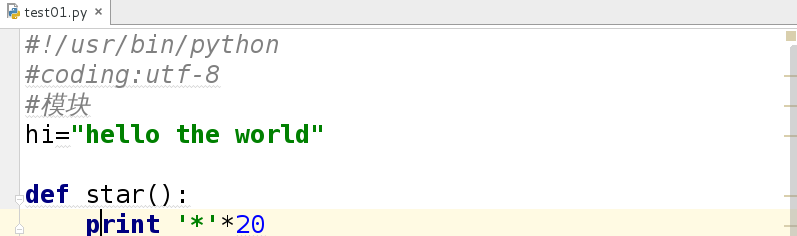 test01.py ×
#!/usr/bin/python
#coding:utf-8
#模块
hi="hello the world"
def star():
    print '*'*20